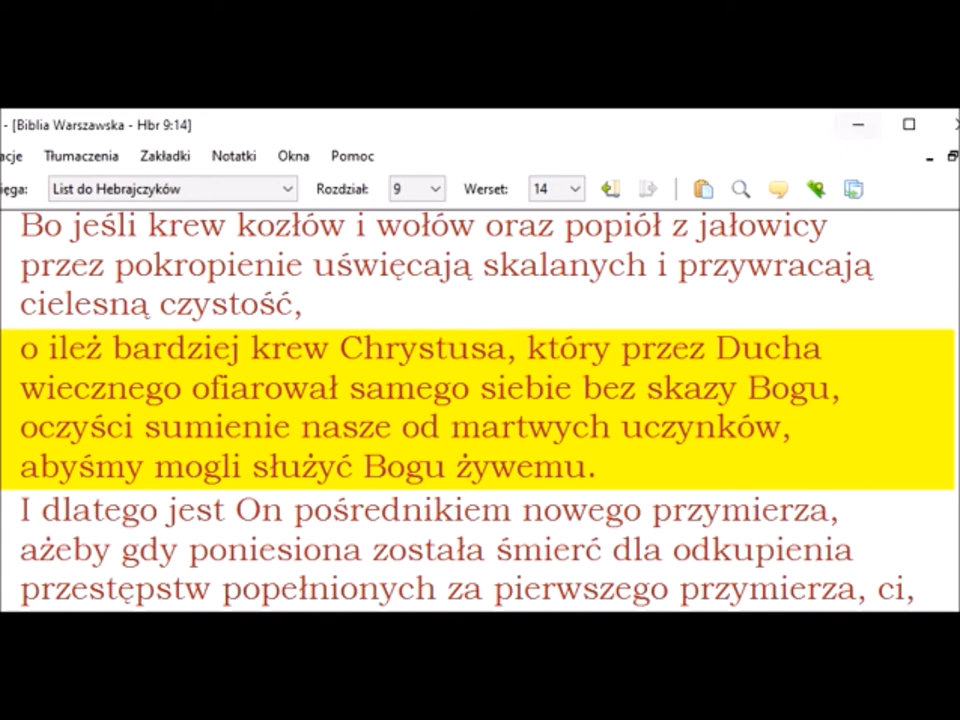 - [Biblia Warszawska - Hbr 9:14]
acje Tłumaczenia Zakładki Notatki Okna Pomoc
ięga: List do Hebrajczyków Rozdział: 9 Werset: 14
Bo jeśli krew kozłów i wołów oraz popiół z jałowicy
przez pokropienie uświęcają skalanych i przywracają
cielesną czystość,
o ileż bardziej krew Chrystusa, który przez Ducha
wiecznego ofiarował samego siebie bez skazy Bogu,
oczyści sumienie nasze od martwych uczynków,
abyśmy mogli służyć Bogu żywemu.
I dlatego jest On pośrednikiem nowego przymierza,
ażeby gdy poniesiona została śmierć dla odkupienia
przestępstw popełnionych za pierwszego przymierza, ci,